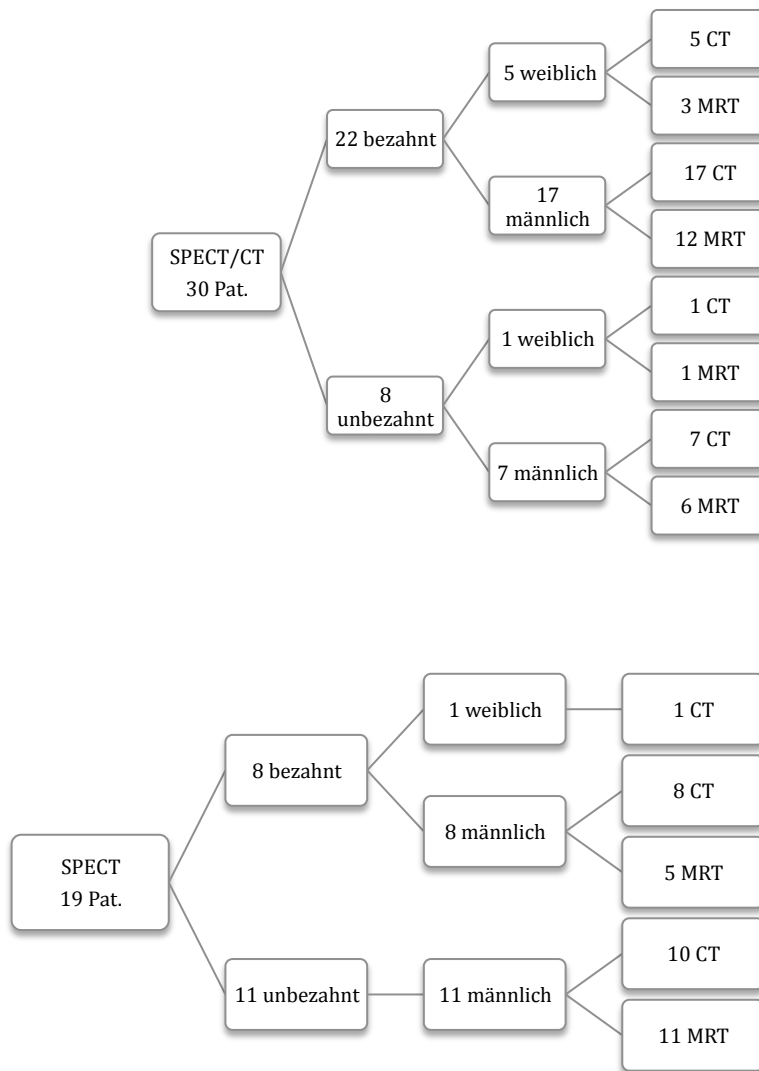 5 CT
5 weiblich
3 MRT
22 bezahnt
17 CT
17
männlich
12 MRT
SPECT/CT
30 Pat.
1 CT
1 weiblich
1 MRT
8
unbezahnt
7 CT
7 männlich
6 MRT
1 weiblich
1 CT
8 bezahnt
8 CT
8 männlich
5 MRT
SPECT
19 Pat.
10 CT
11 unbezahnt
11 männlich
11 MRT